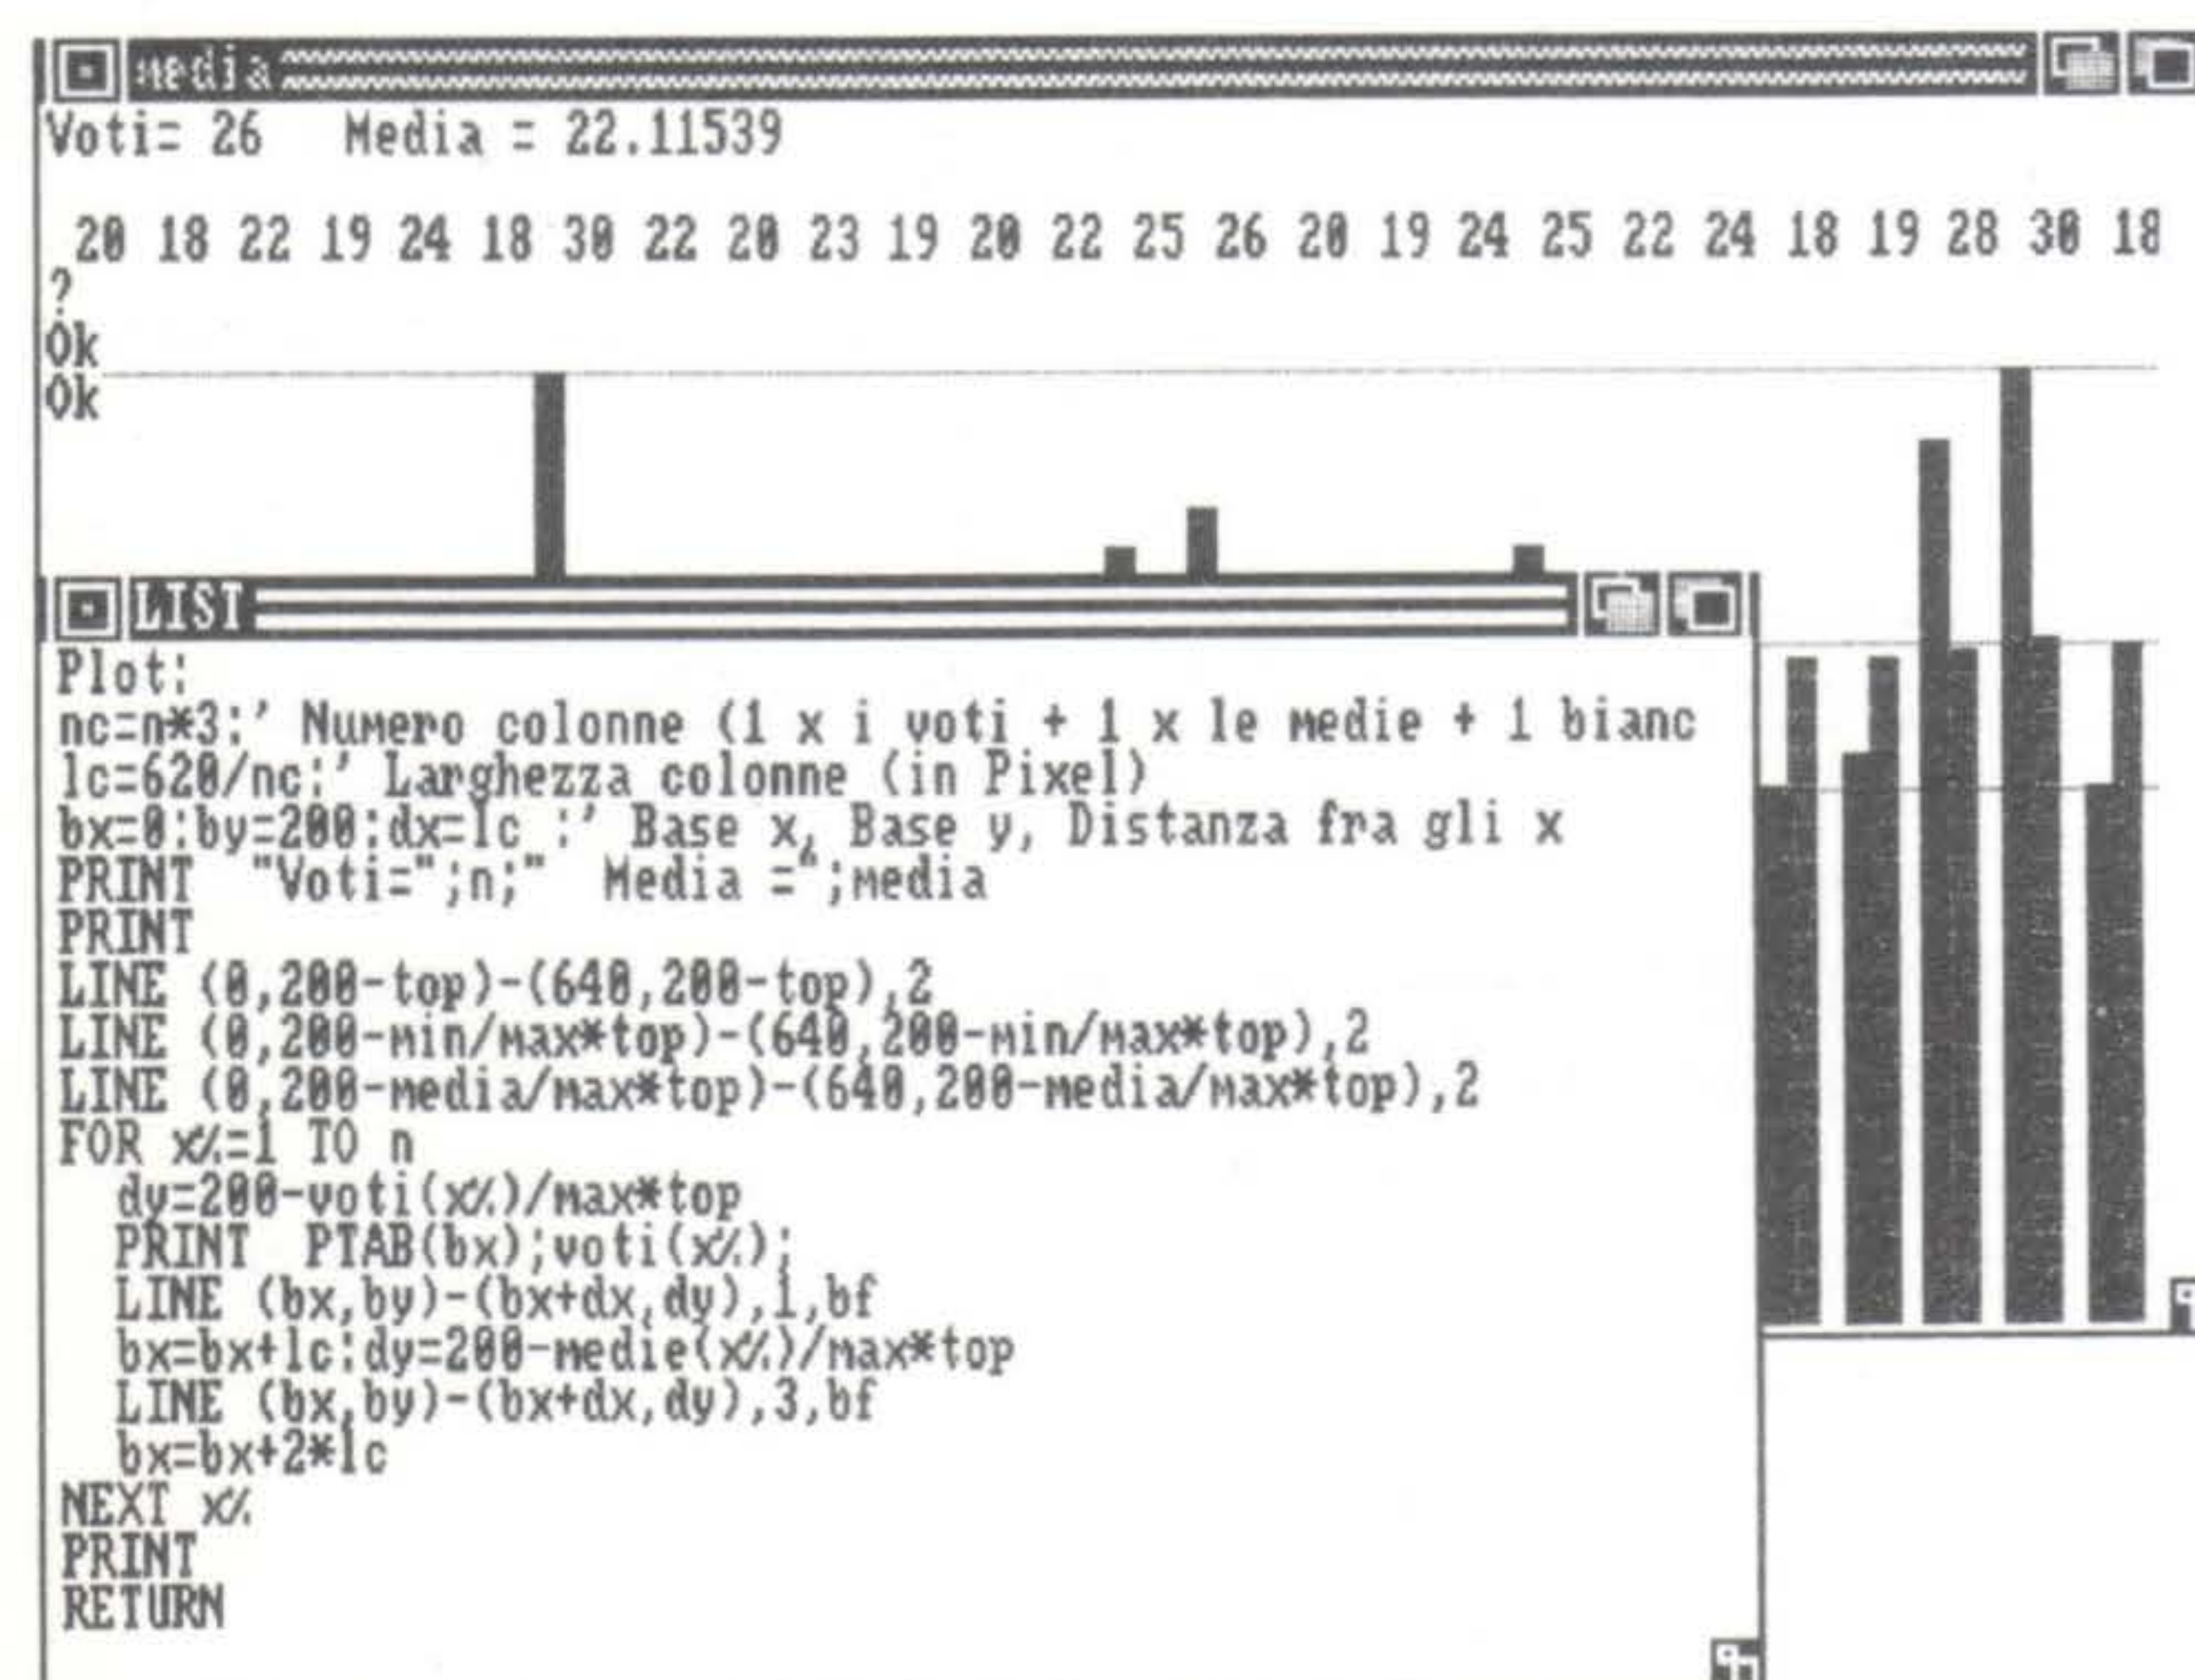 media
Voti= 26   Media = 22.11539
20 18 22 19 24 18 30 22 20 23 19 20 22 25 26 20 19 24 25 22 24 18 19 28 30 18
?
Ok
Ok
LIST
Plot:
nc=n*3:' Numero colonne (1 x i voti + 1 x le medie + 1 bianc
lc=620/nc:' Larghezza colonne (in Pixel)
bx=0:by=200:dx=lc :' Base x, Base y, Distanza fra gli x
PRINT  "Voti=";n;"  Media =";media
PRINT
LINE (0,200-top)-(640,200-top),2
LINE (0,200-min/max*top)-(640,200-min/max*top),2
LINE (0,200-media/max*top)-(640,200-media/max*top),2
FOR x%=1 TO n
  dy=200-voti(x%)/max*top
  PRINT  PTAB(bx);voti(x%);
  LINE (bx,by)-(bx+dx,dy),1,bf
  bx=bx+lc:dy=200-medie(x%)/max*top
  LINE (bx,by)-(bx+dx,dy),3,bf
  bx=bx+2*lc
NEXT x%
PRINT
RETURN